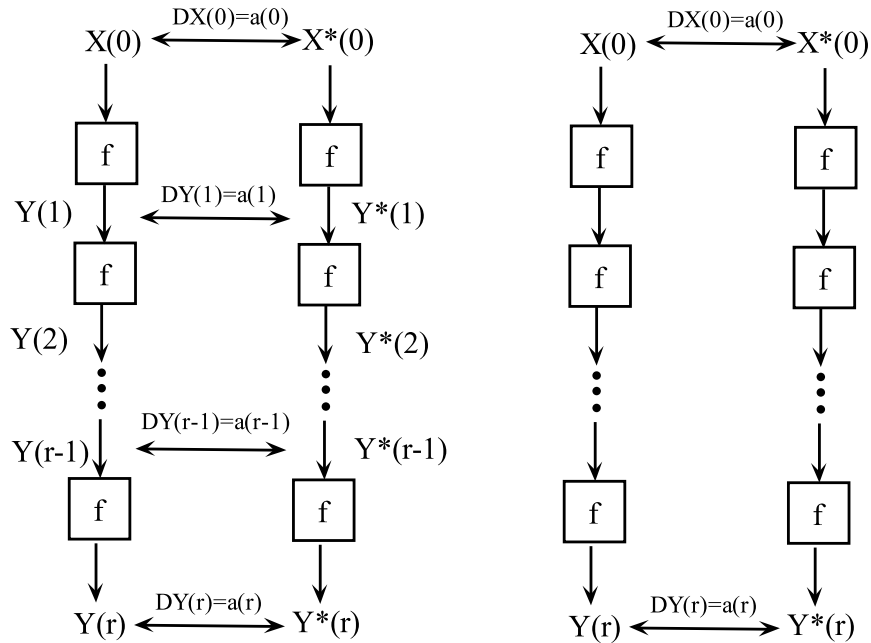 DX(0)=a(0)
X(0) X*(0)
f f
DY(1)=a(1)
Y(1) Y*(1)
f f
Y(2) Y*(2)
DY(r-1)=a(r-1)
Y(r-1) Y*(r-1)
f f
DY(r)=a(r)
Y(r) Y*(r)
DX(0)=a(0)
X(0) X*(0)
f f
f f
f f
DY(r)=a(r)
Y(r) Y*(r)